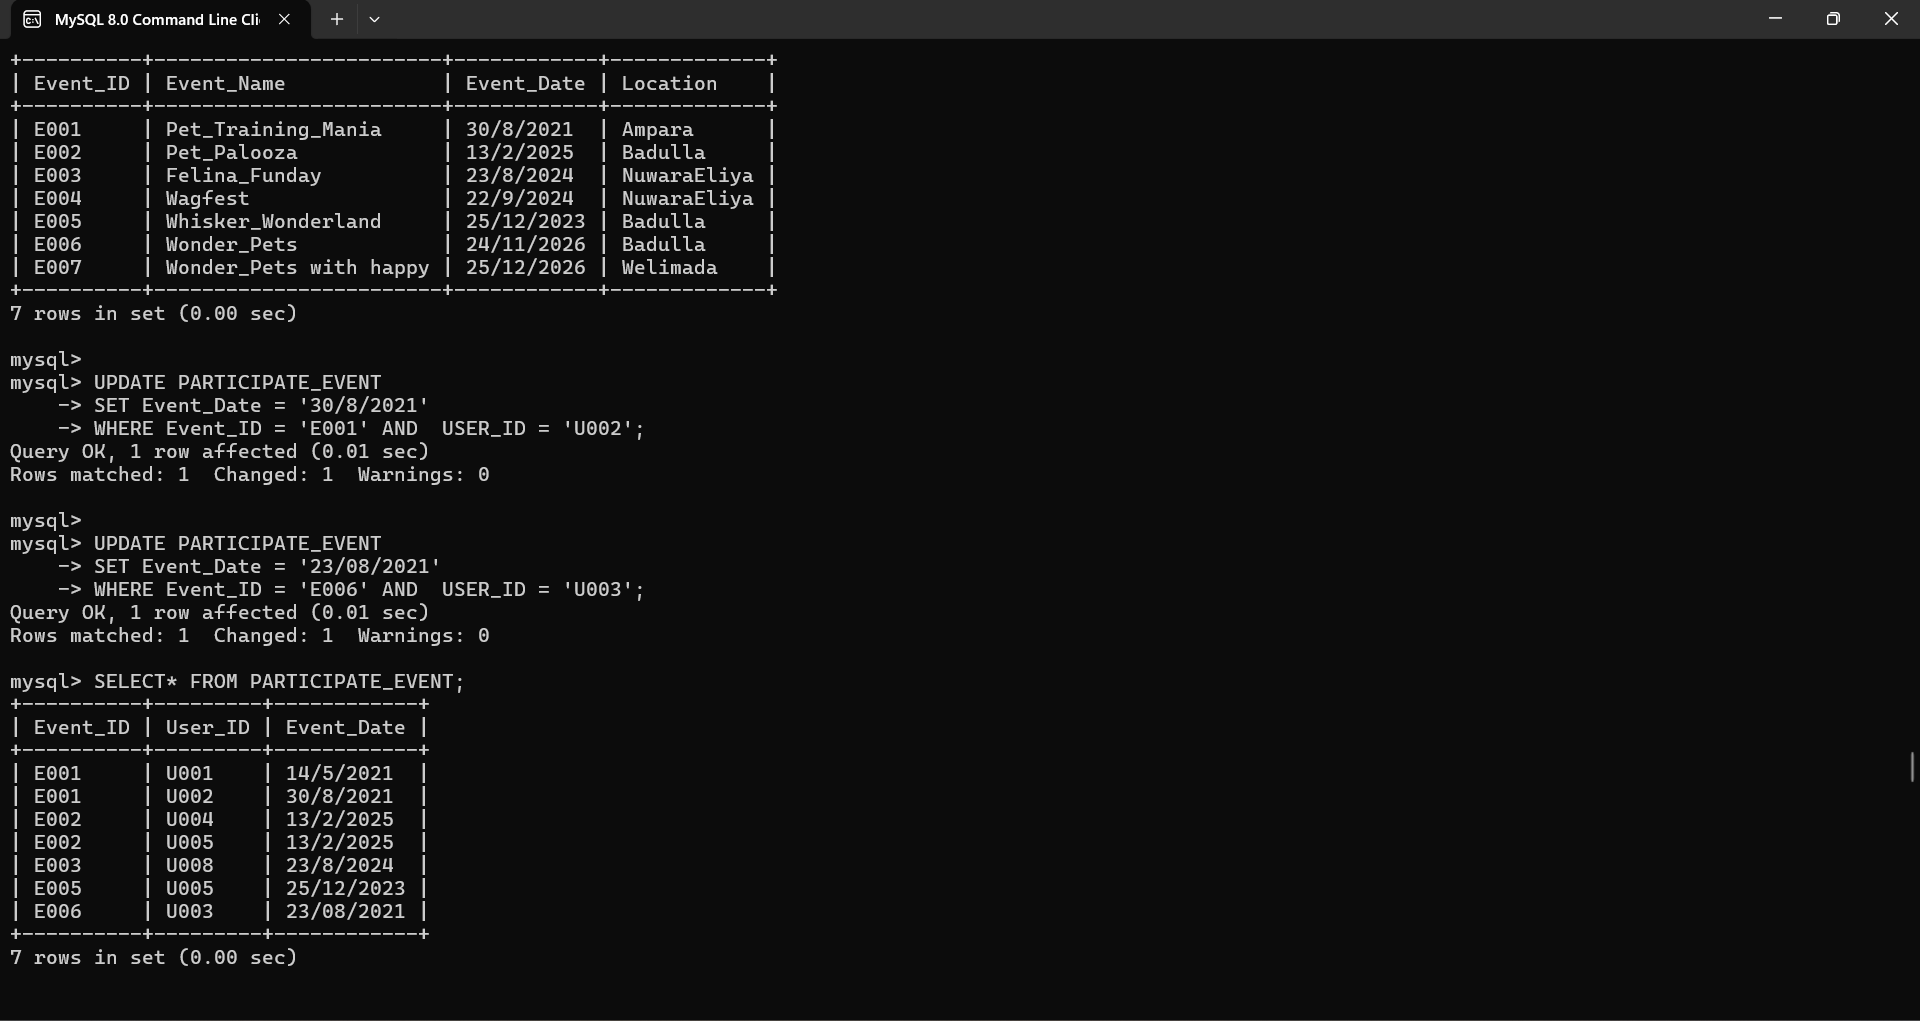 MySQL 8.0 Command Line Cli
+----------+------------------------+------------+-------------+
| Event_ID | Event_Name             | Event_Date | Location    |
+----------+------------------------+------------+-------------+
| E001     | Pet_Training_Mania     | 30/8/2021  | Ampara      |
| E002     | Pet_Palooza            | 13/2/2025  | Badulla     |
| E003     | Felina_Funday          | 23/8/2024  | NuwaraEliya |
| E004     | Wagfest                | 22/9/2024  | NuwaraEliya |
| E005     | Whisker_Wonderland     | 25/12/2023 | Badulla     |
| E006     | Wonder_Pets            | 24/11/2026 | Badulla     |
| E007     | Wonder_Pets with happy | 25/12/2026 | Welimada    |
+----------+------------------------+------------+-------------+
7 rows in set (0.00 sec)
mysql>
mysql> UPDATE PARTICIPATE_EVENT
    -> SET Event_Date = '30/8/2021'
    -> WHERE Event_ID = 'E001' AND  USER_ID = 'U002';
Query OK, 1 row affected (0.01 sec)
Rows matched: 1  Changed: 1  Warnings: 0
mysql>
mysql> UPDATE PARTICIPATE_EVENT
    -> SET Event_Date = '23/08/2021'
    -> WHERE Event_ID = 'E006' AND  USER_ID = 'U003';
Query OK, 1 row affected (0.01 sec)
Rows matched: 1  Changed: 1  Warnings: 0
mysql> SELECT* FROM PARTICIPATE_EVENT;
+----------+---------+------------+
| Event_ID | User_ID | Event_Date |
+----------+---------+------------+
| E001     | U001    | 14/5/2021  |
| E001     | U002    | 30/8/2021  |
| E002     | U004    | 13/2/2025  |
| E002     | U005    | 13/2/2025  |
| E003     | U008    | 23/8/2024  |
| E005     | U005    | 25/12/2023 |
| E006     | U003    | 23/08/2021 |
+----------+---------+------------+
7 rows in set (0.00 sec)